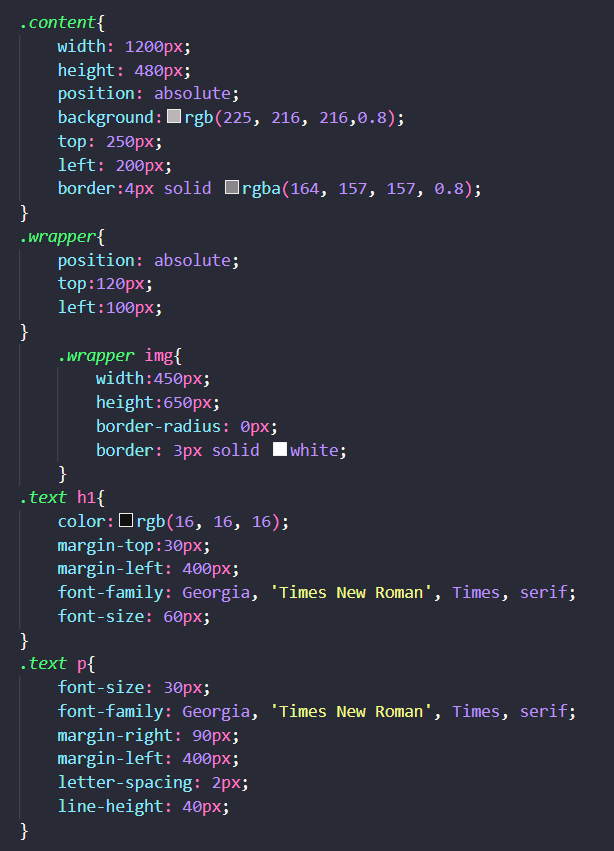 .content{
    width: 1200px;
    height: 480px;
    position: absolute;
    background:rgb(225, 216, 216,0.8);
    top: 250px;
    left: 200px;
    border:4px solid rgba(164, 157, 157, 0.8);
}
.wrapper{
    position: absolute;
    top:120px;
    left:100px;
}
    .wrapper img{
        width:450px;
        height:650px;
        border-radius: 0px;
        border: 3px solid white;
    }
.text h1{
    color:rgb(16, 16, 16);
    margin-top:30px;
    margin-left: 400px;
    font-family: Georgia, 'Times New Roman', Times, serif;
    font-size: 60px;
}
.text p{
    font-size: 30px;
    font-family: Georgia, 'Times New Roman', Times, serif;
    margin-right: 90px;
    margin-left: 400px;
    letter-spacing: 2px;
    line-height: 40px;
}